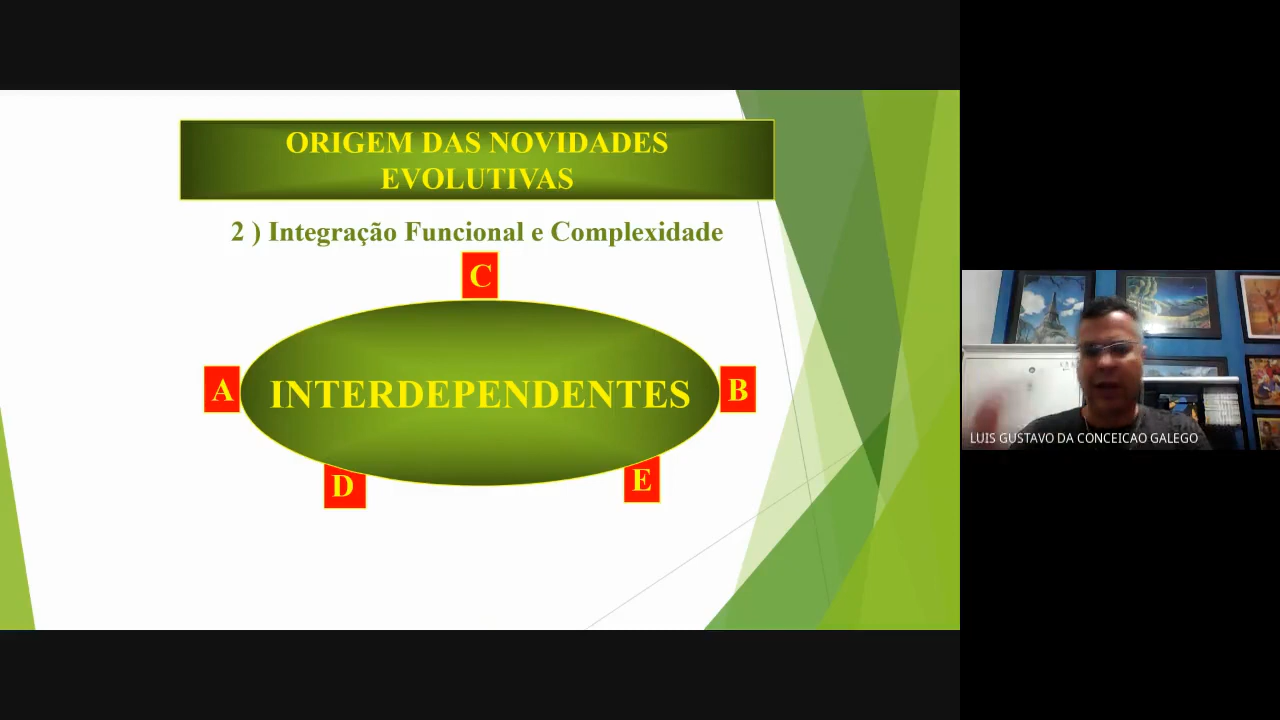 ORIGEM DAS NOVIDADES
EVOLUTIVAS
2 ) Integração Funcional e Complexidade
C
A
INTERDEPENDENTES
B
D
E
LUIS GUSTAVO DA CONCEICAO GALEGO